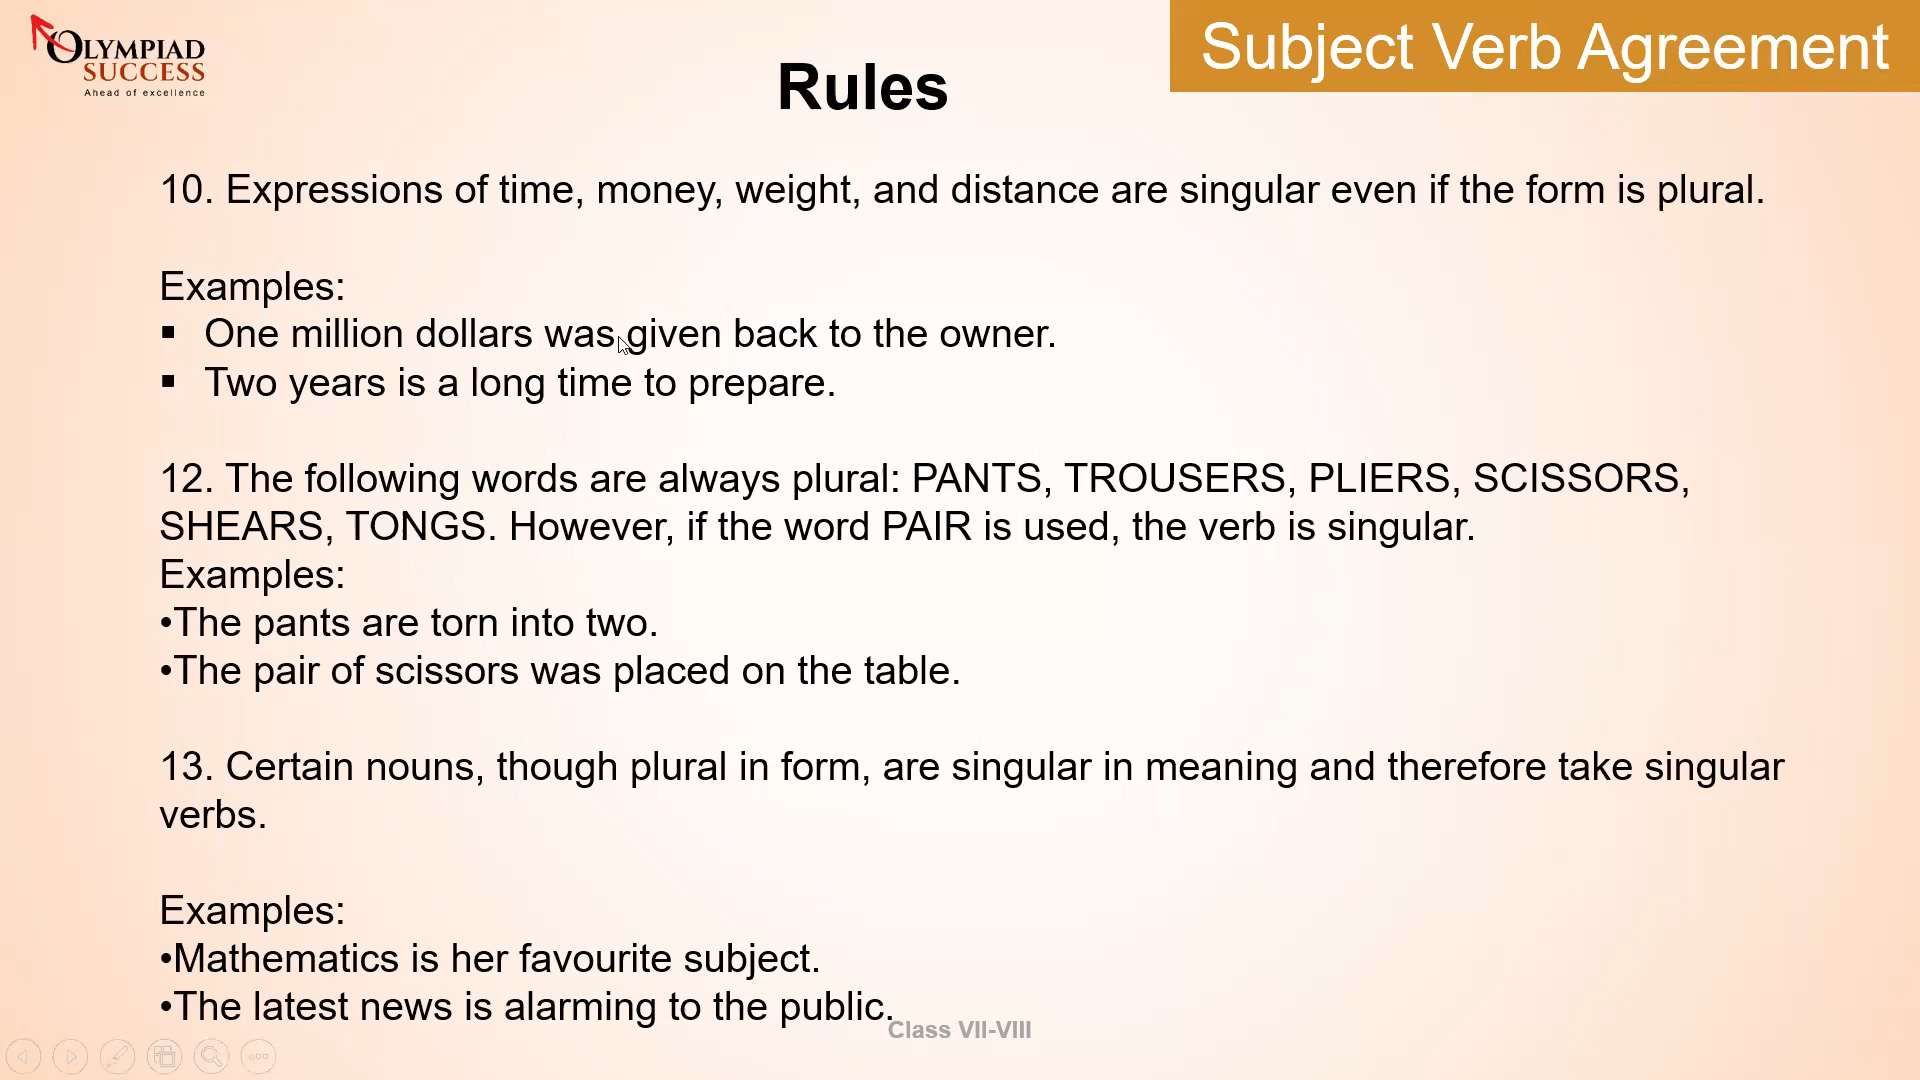 OLYMPIAD
SUCCESS
Ahead of excellence
Subject Verb Agreement
Rules
10. Expressions of time, money, weight, and distance are singular even if the form is plural.
Examples:
▪ One million dollars was given back to the owner.
▪ Two years is a long time to prepare.
12. The following words are always plural: PANTS, TROUSERS, PLIERS, SCISSORS,
SHEARS, TONGS. However, if the word PAIR is used, the verb is singular.
Examples:
•The pants are torn into two.
•The pair of scissors was placed on the table.
13. Certain nouns, though plural in form, are singular in meaning and therefore take singular
verbs.
Examples:
•Mathematics is her favourite subject.
•The latest news is alarming to the public.
Class VII-VIII